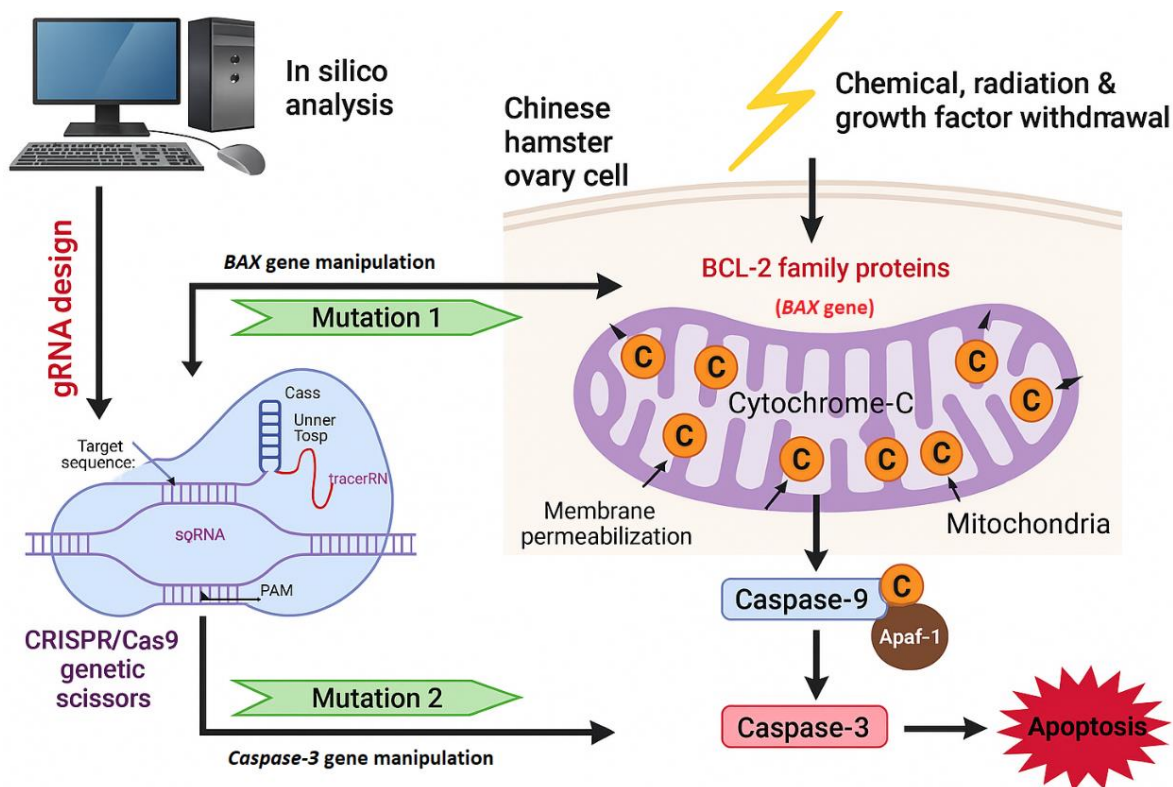 In silico
analysis
Chinese
hamster
ovary cell
Chemical, radiation &
growth factor withdrawal
gRNA design
BAX gene manipulation
Mutation 1
BCL-2 family proteins
(BAX gene)
C
C
C
C
Cytochrome-C
C
C
C
C
Membrane
permeabilization
Mitochondria
Cass
Unner
Tosp
Target
sequence:
tracerRN
sqRNA
PAM
CRISPR/Cas9
genetic
scissors
Caspase-9
C
Apaf-1
Mutation 2
Caspase-3
Apoptosis
Caspase-3 gene manipulation